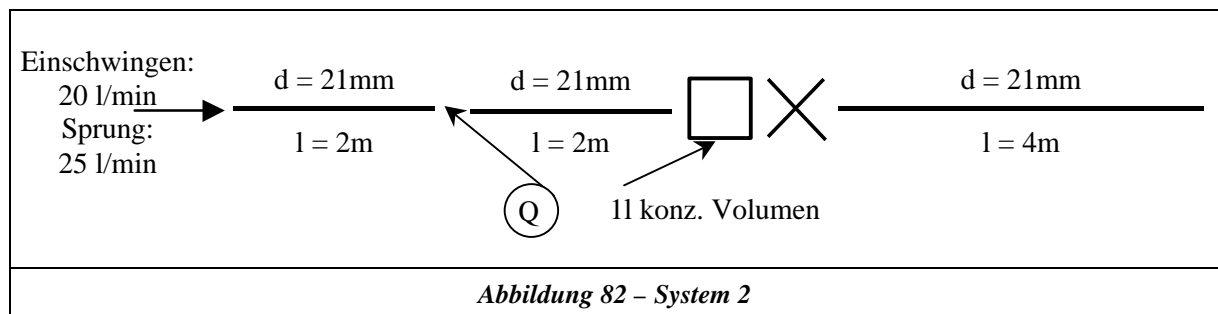 Einschwingen:
20 l/min
Sprung:
25 l/min
d = 21mm
l = 2m
d = 21mm
l = 2m
d = 21mm
l = 4m
Q
1l konz. Volumen
Abbildung 82 – System 2